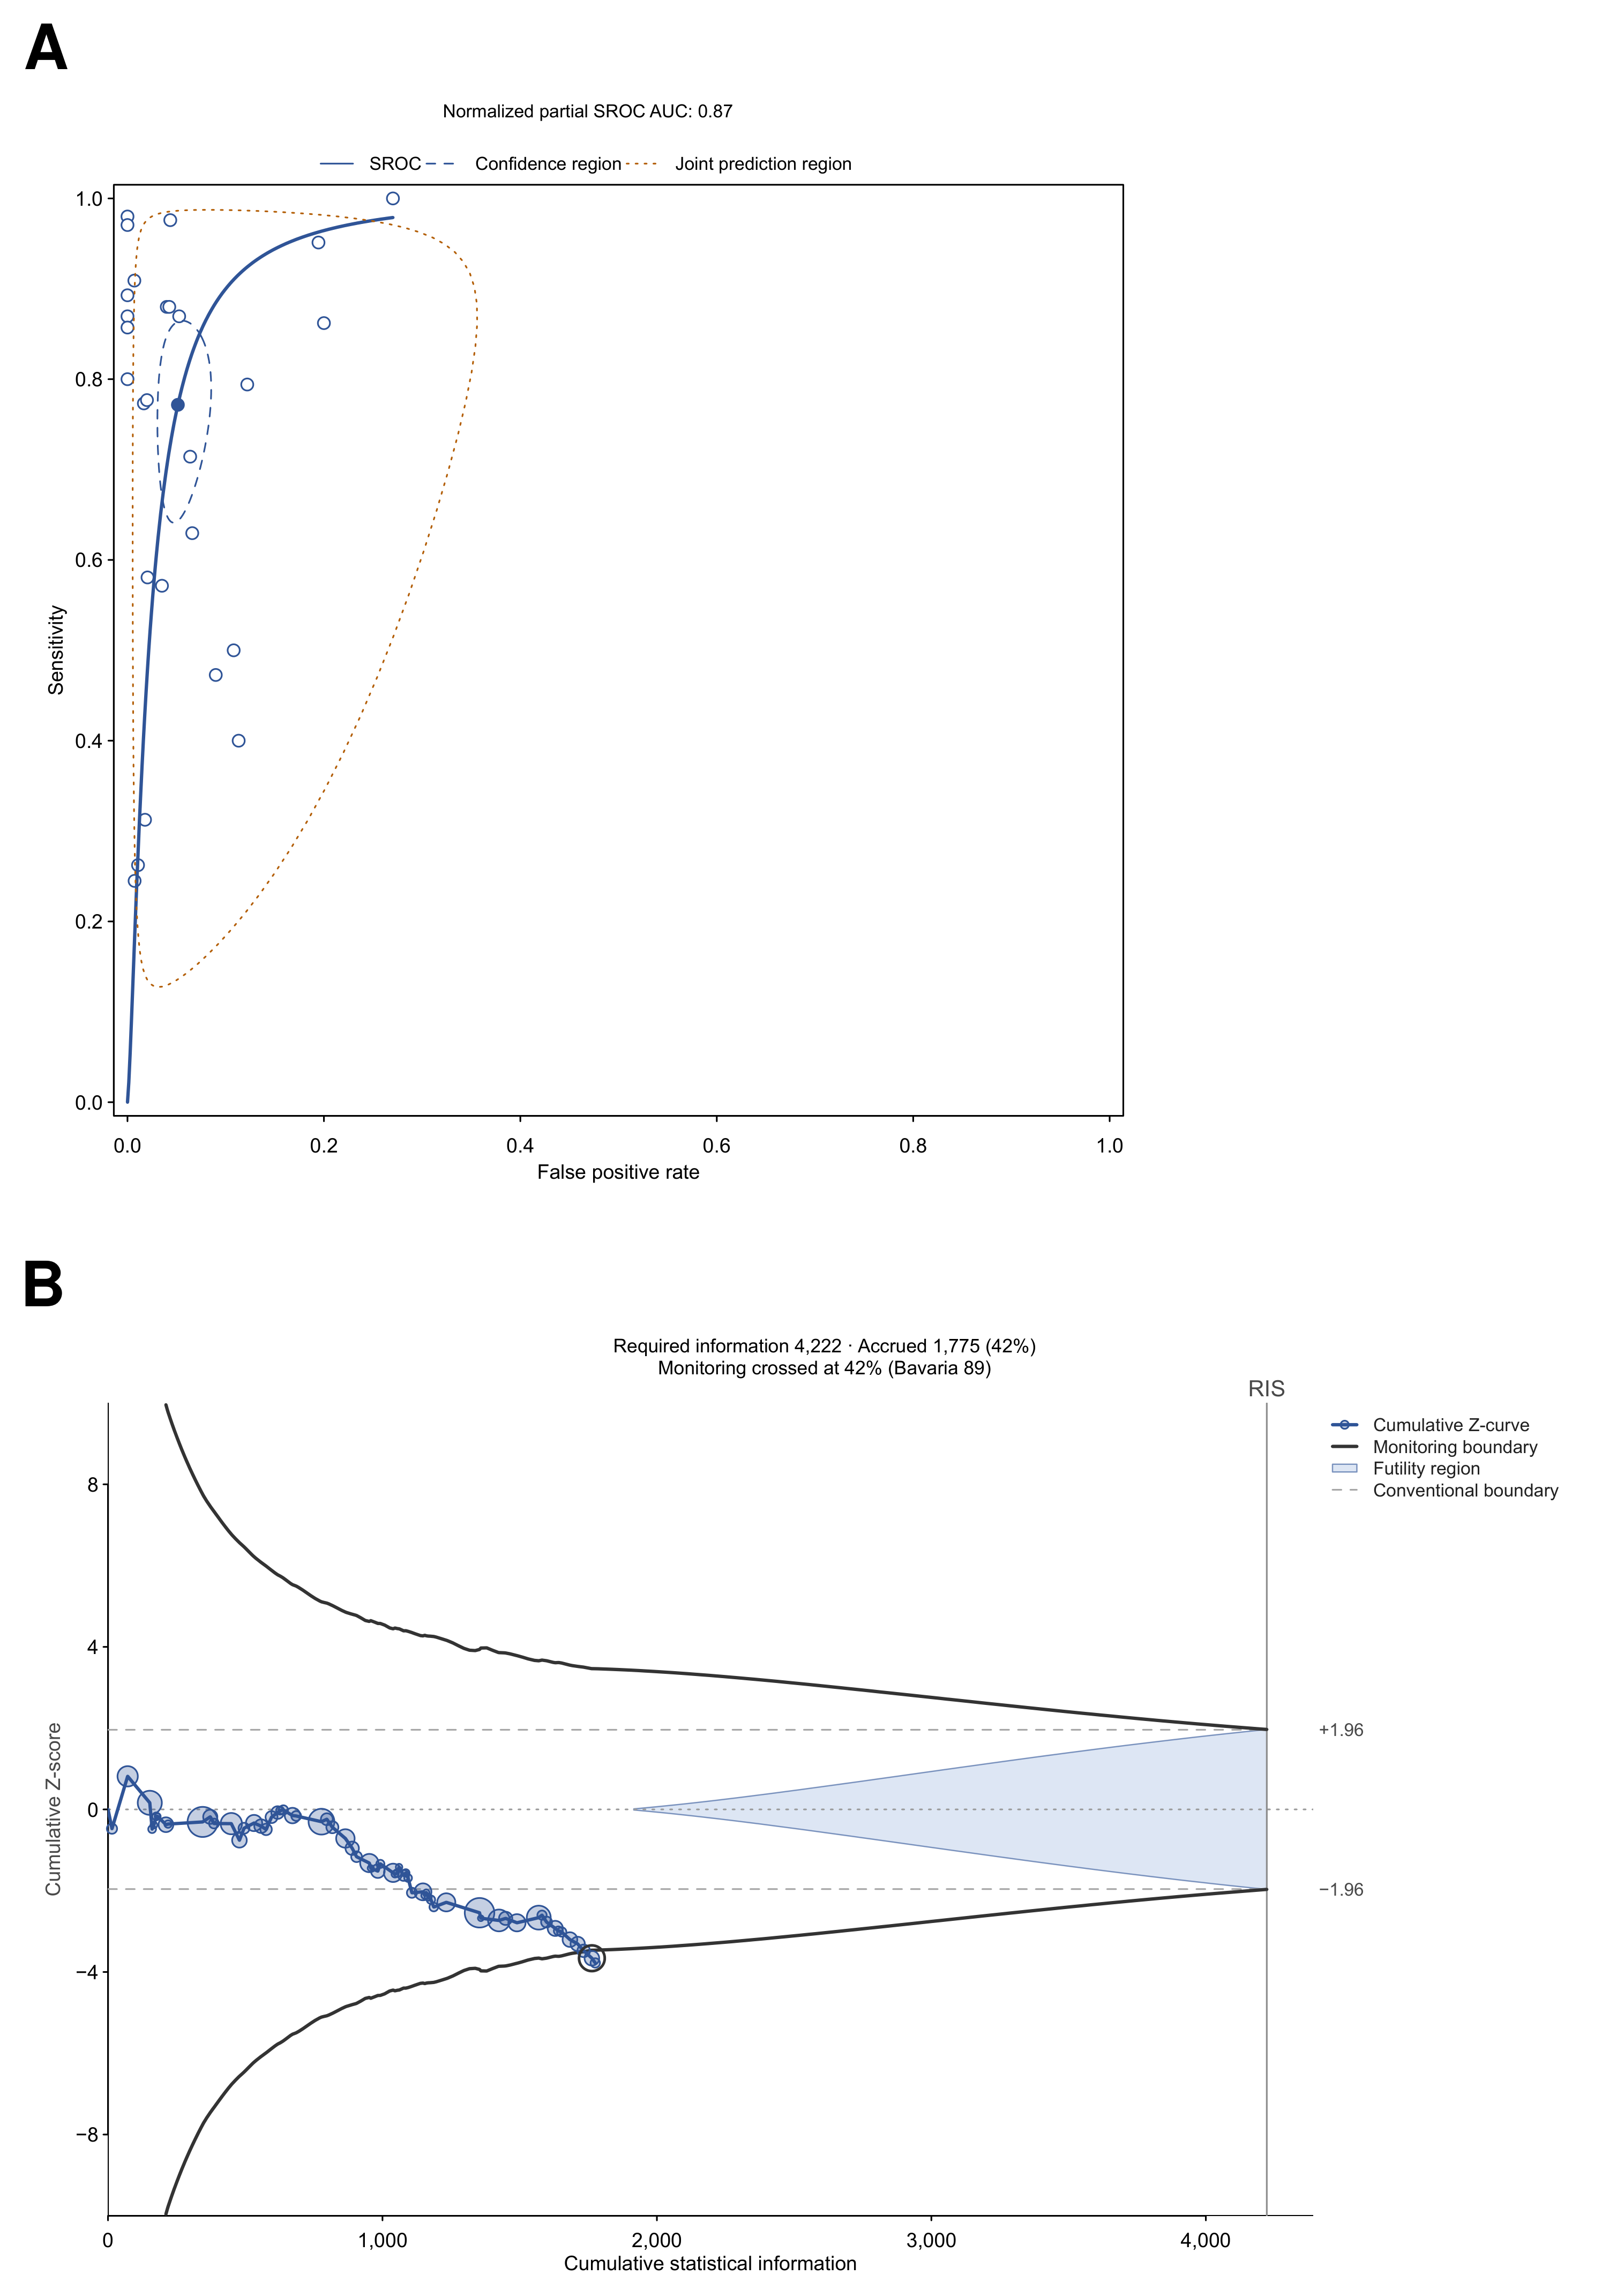 A
Normalized partial SROC AUC: 0.87
SROC Confidence region Joint prediction region
1.0
0.8
0.6
0.4
0.2
0.0
Sensitivity
0.0 0.2 0.4 0.6 0.8 1.0
False positive rate
B
Required information 4,222 · Accrued 1,775 (42%)
Monitoring crossed at 42% (Bavaria 89)
RIS
Cumulative Z-curve
Monitoring boundary
Futility region
Conventional boundary
8
4
0
−4
−8
Cumulative Z-score
+1.96
−1.96
0 1,000 2,000 3,000 4,000
Cumulative statistical information